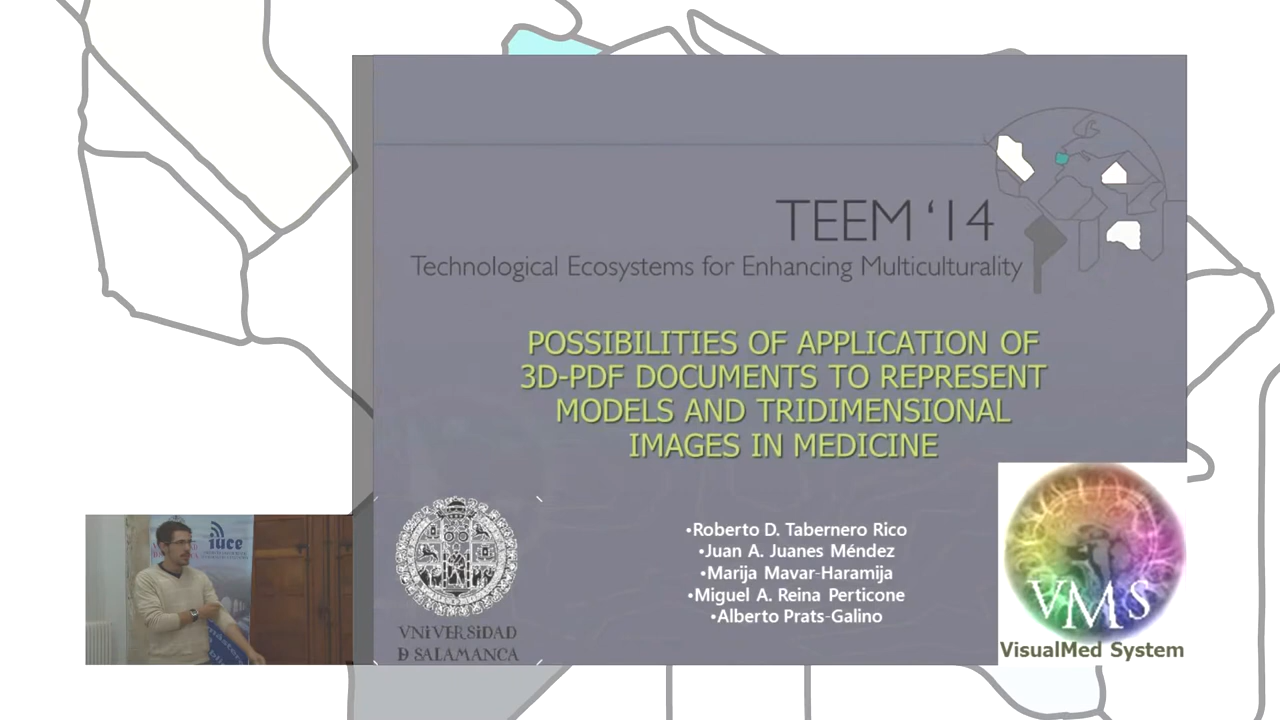 TEEM ‘14
Technological Ecosystems for Enhancing Multiculturality
POSSIBILITIES OF APPLICATION OF
3D-PDF DOCUMENTS TO REPRESENT
MODELS AND TRIDIMENSIONAL
IMAGES IN MEDICINE
•Roberto D. Tabernero Rico
•Juan A. Juanes Méndez
•Marija Mavar-Haramija
•Miguel A. Reina Perticone
•Alberto Prats-Galino
VNiVERSiDAD
Ð SALAMANCA
VMS
VisualMed System
iuce